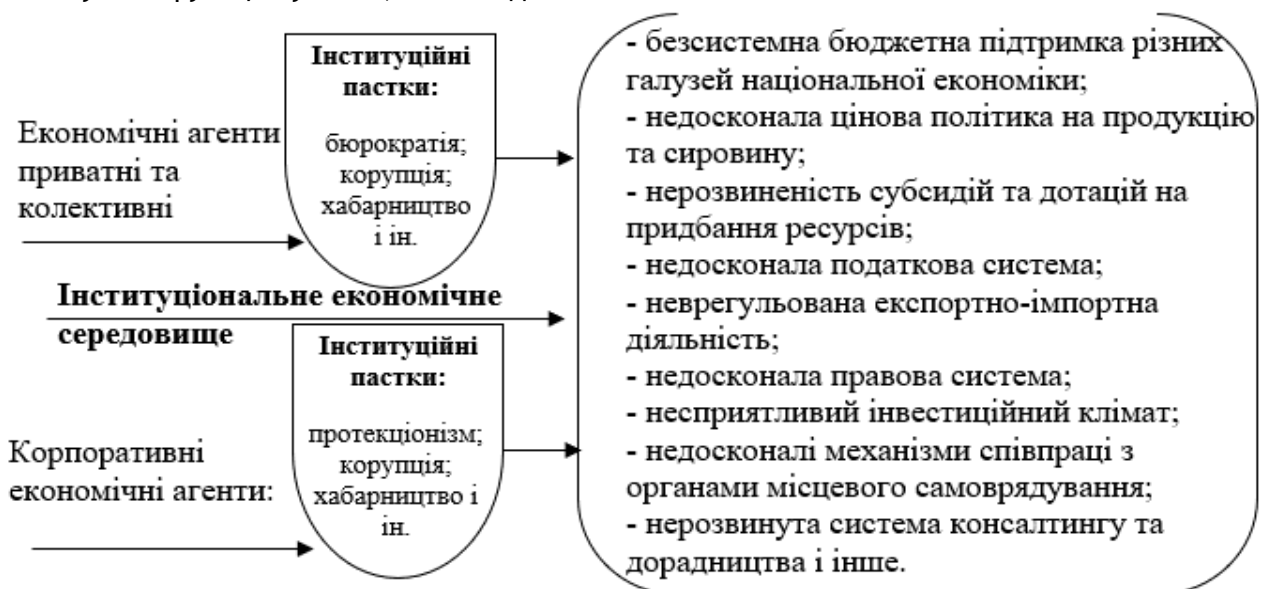 Економічні агенти
приватні та
колективні
Інституційні
пастки:
бюрократія;
корупція;
хабарництво
і ін.
Інституціональне економічне
середовище
Корпоративні
економічні агенти:
Інституційні
пастки:
протекціонізм;
корупція;
хабарництво і
ін.
- безсистемна бюджетна підтримка різних
галузей національної економіки;
- недосконала цінова політика на продукцію
та сировину;
- нерозвиненість субсидій та дотацій на
придбання ресурсів;
- недосконала податкова система;
- неврегульована експортно-імпортна
діяльність;
- недосконала правова система;
- несприятливий інвестиційний клімат;
- недосконалі механізми співпраці з
органами місцевого самоврядування;
- нерозвинута система консалтингу та
дорадництва і інше.